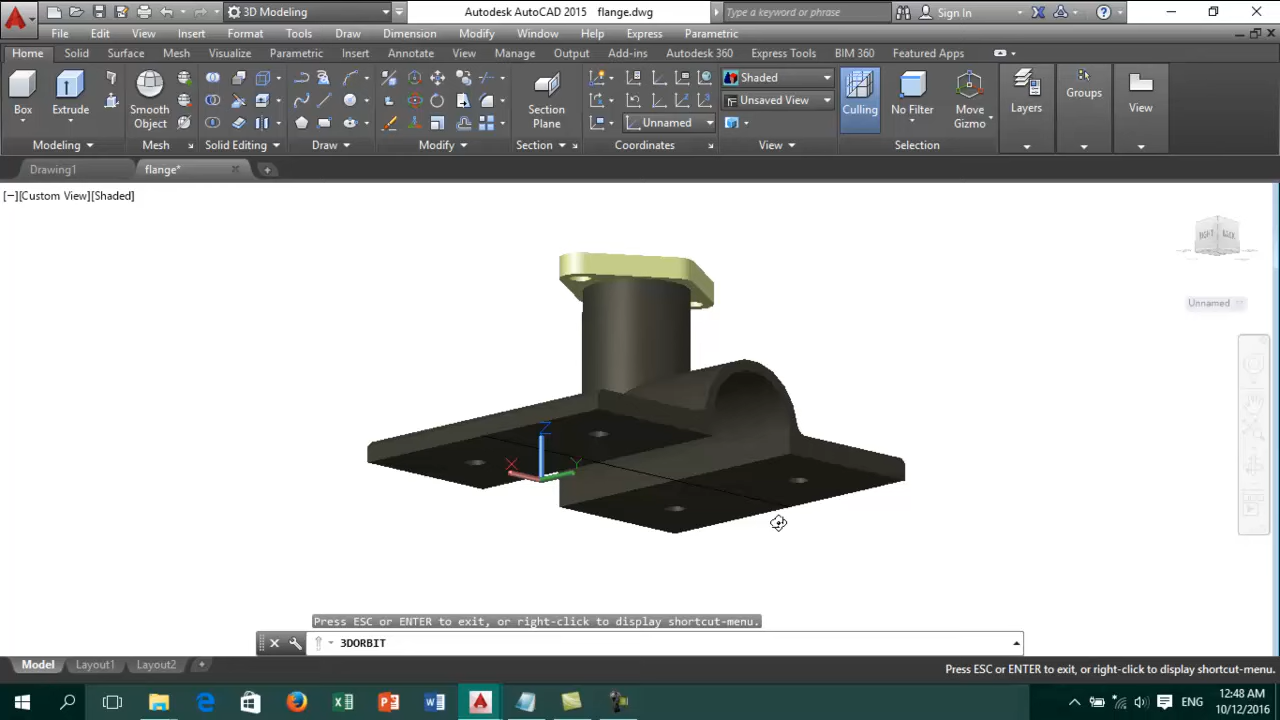 3D Modeling
Autodesk AutoCAD 2015 flange.dwg
Type a keyword or phrase
Sign In
File Edit View Insert Format Tools Draw Dimension Modify Window Help Express Parametric
Home Solid Surface Mesh Visualize Parametric Insert Annotate View Manage Output Add-ins Autodesk 360 Express Tools BIM 360 Featured Apps
Box
Extrude
Smooth Object
Section Plane
Unnamed
Shaded
Unsaved View
Culling
No Filter
Move Gizmo
Layers
Groups
View
Modeling
Mesh
Solid Editing
Draw
Modify
Section
Coordinates
View
Selection
Drawing1
flange*
[−][Custom View][Shaded]
BACK
Unnamed
Z
X
Y
Press ESC or ENTER to exit, or right-click to display shortcut-menu.
3DORBIT
Model Layout1 Layout2
Press ESC or ENTER to exit, or right-click to display shortcut-menu.
ENG
12:48 AM
10/12/2016